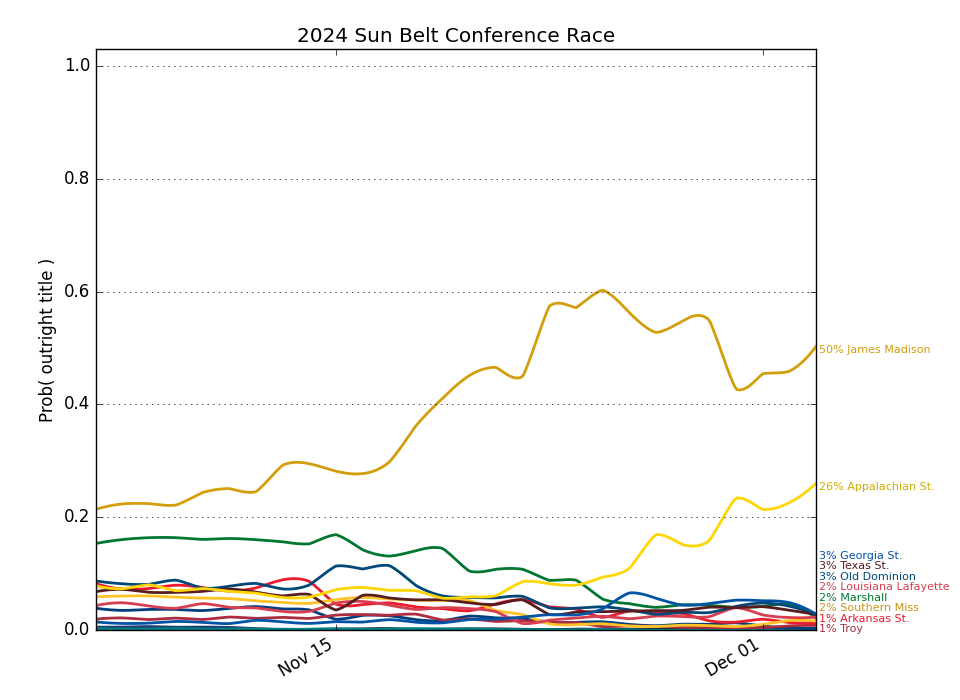 2024 Sun Belt Conference Race
Prob( outright title )
1.0
0.8
0.6
0.4
0.2
0.0
Nov 15
Dec 01
50% James Madison
26% Appalachian St.
3% Georgia St.
3% Texas St.
3% Old Dominion
2% Louisiana Lafayette
2% Marshall
2% Southern Miss
1% Arkansas St.
1% Troy